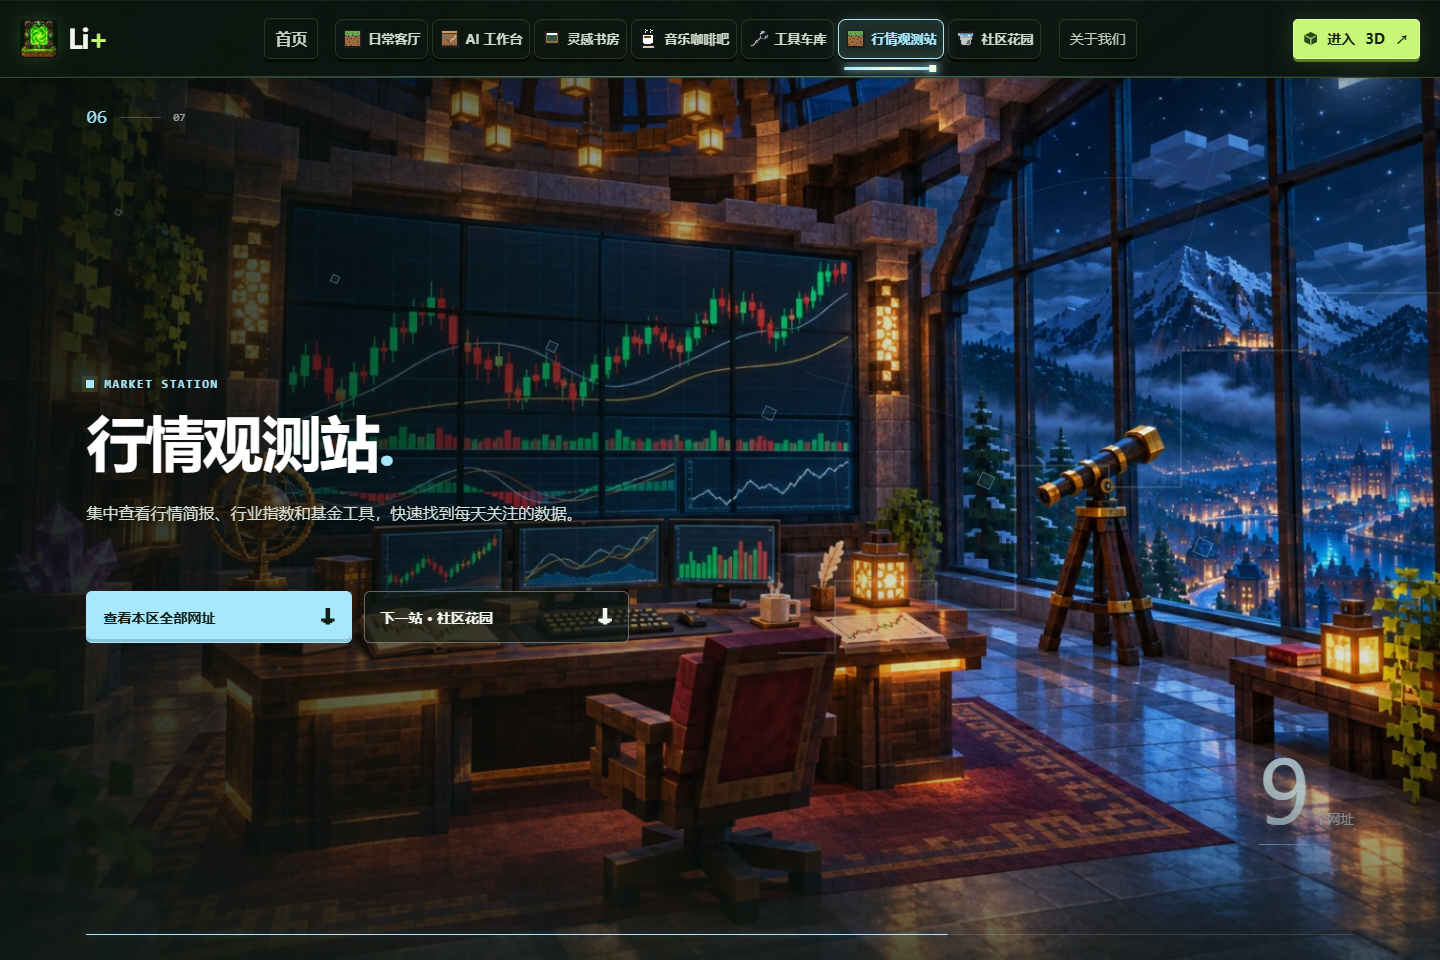 Li+
首页
日常客厅
AI 工作台
灵感书房
音乐咖啡吧
工具车库
行情观测站
社区花园
关于我们
进入 3D ↗
06
07
MARKET STATION
行情观测站.
集中查看行情简报、行业指数和基金工具，快速找到每天关注的数据。
查看本区全部网址
下一站 • 社区花园
9
个网址